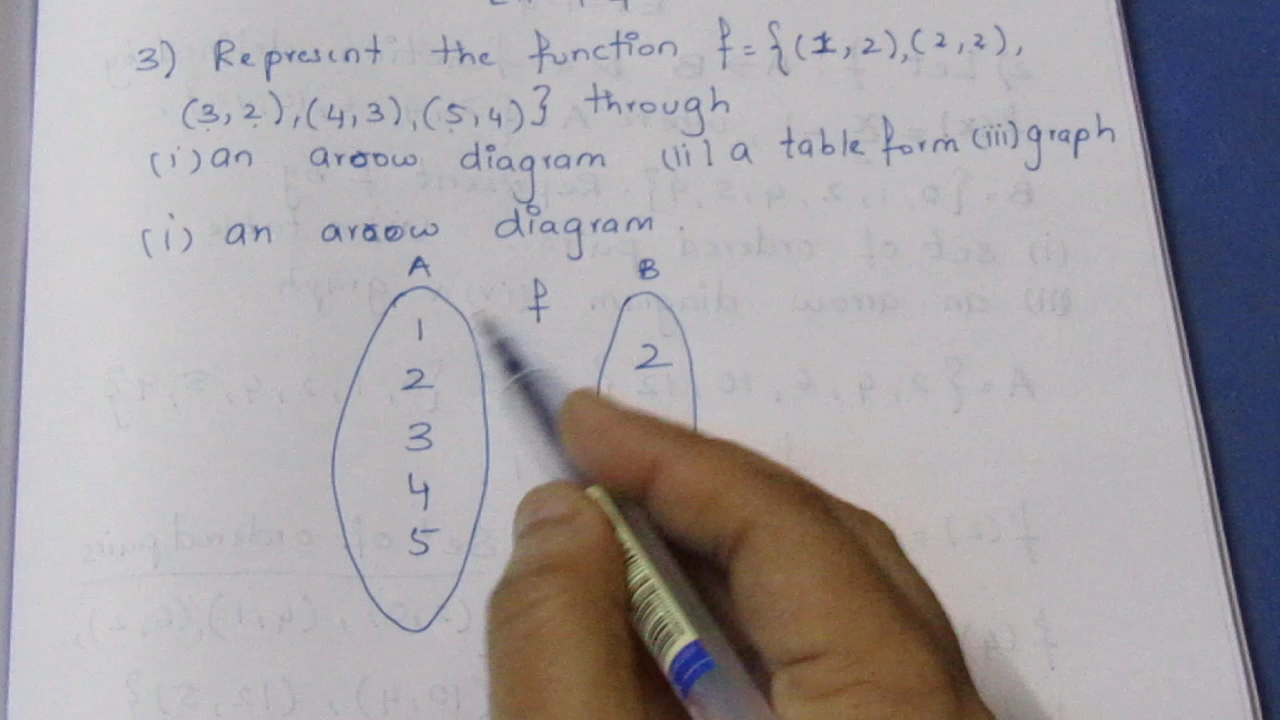 3) Represent the function f = {(1,2),(2,2),
(3,2),(4,3),(5,4)} through
(i) an arrow diagram (ii) a table form (iii) graph
(i) an arrow diagram
A f B
1
2 2
3
4
5